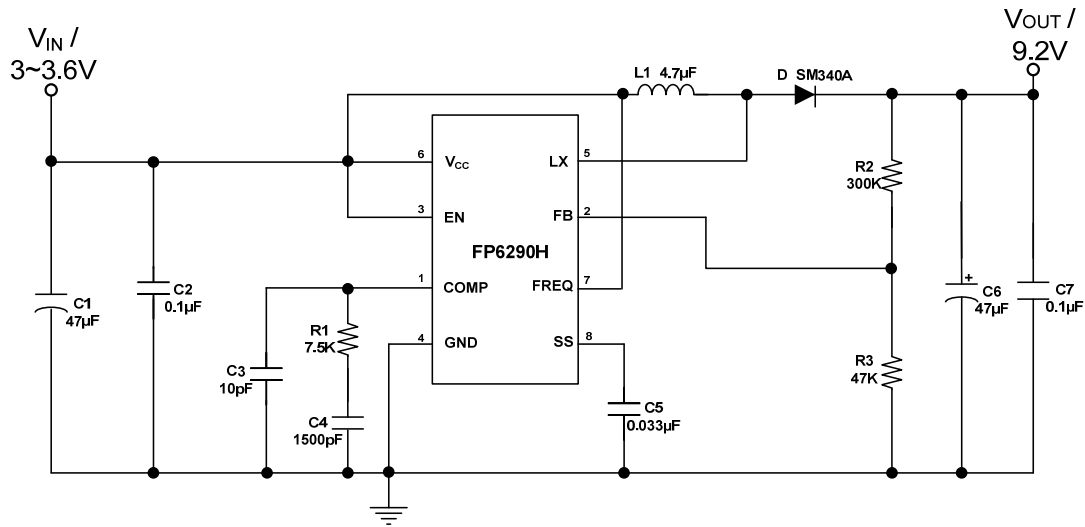 VIN /
3~3.6V
VOUT /
9.2V
L1 4.7µF
D SM340A
6
VCC
LX
5
3
EN
FB
2
FP6290H
1
COMP
FREQ
7
4
GND
SS
8
R2
300K
C1
47µF
C2
0.1µF
R1
7.5K
C3
10pF
C4
1500pF
C5
0.033µF
R3
47K
+
C6
47µF
C7
0.1µF